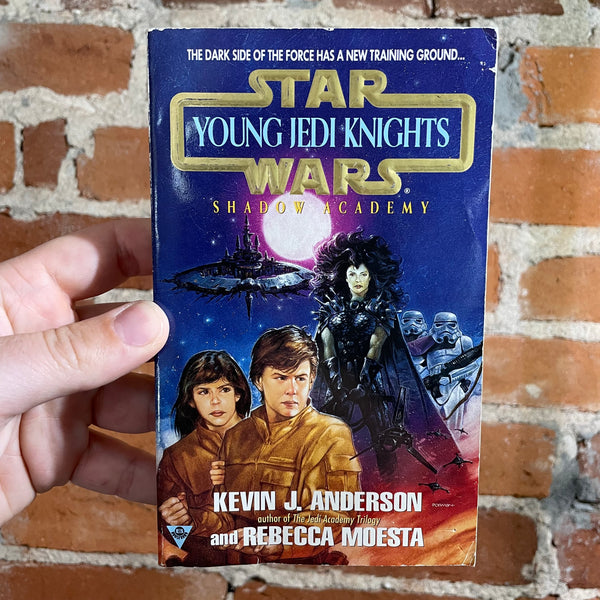 THE DARK SIDE OF THE FORCE HAS A NEW TRAINING GROUND...
STAR
YOUNG JEDI KNIGHTS
WARS®
SHADOW ACADEMY
KEVIN J. ANDERSON
author of The Jedi Academy Trilogy
and REBECCA MOESTA